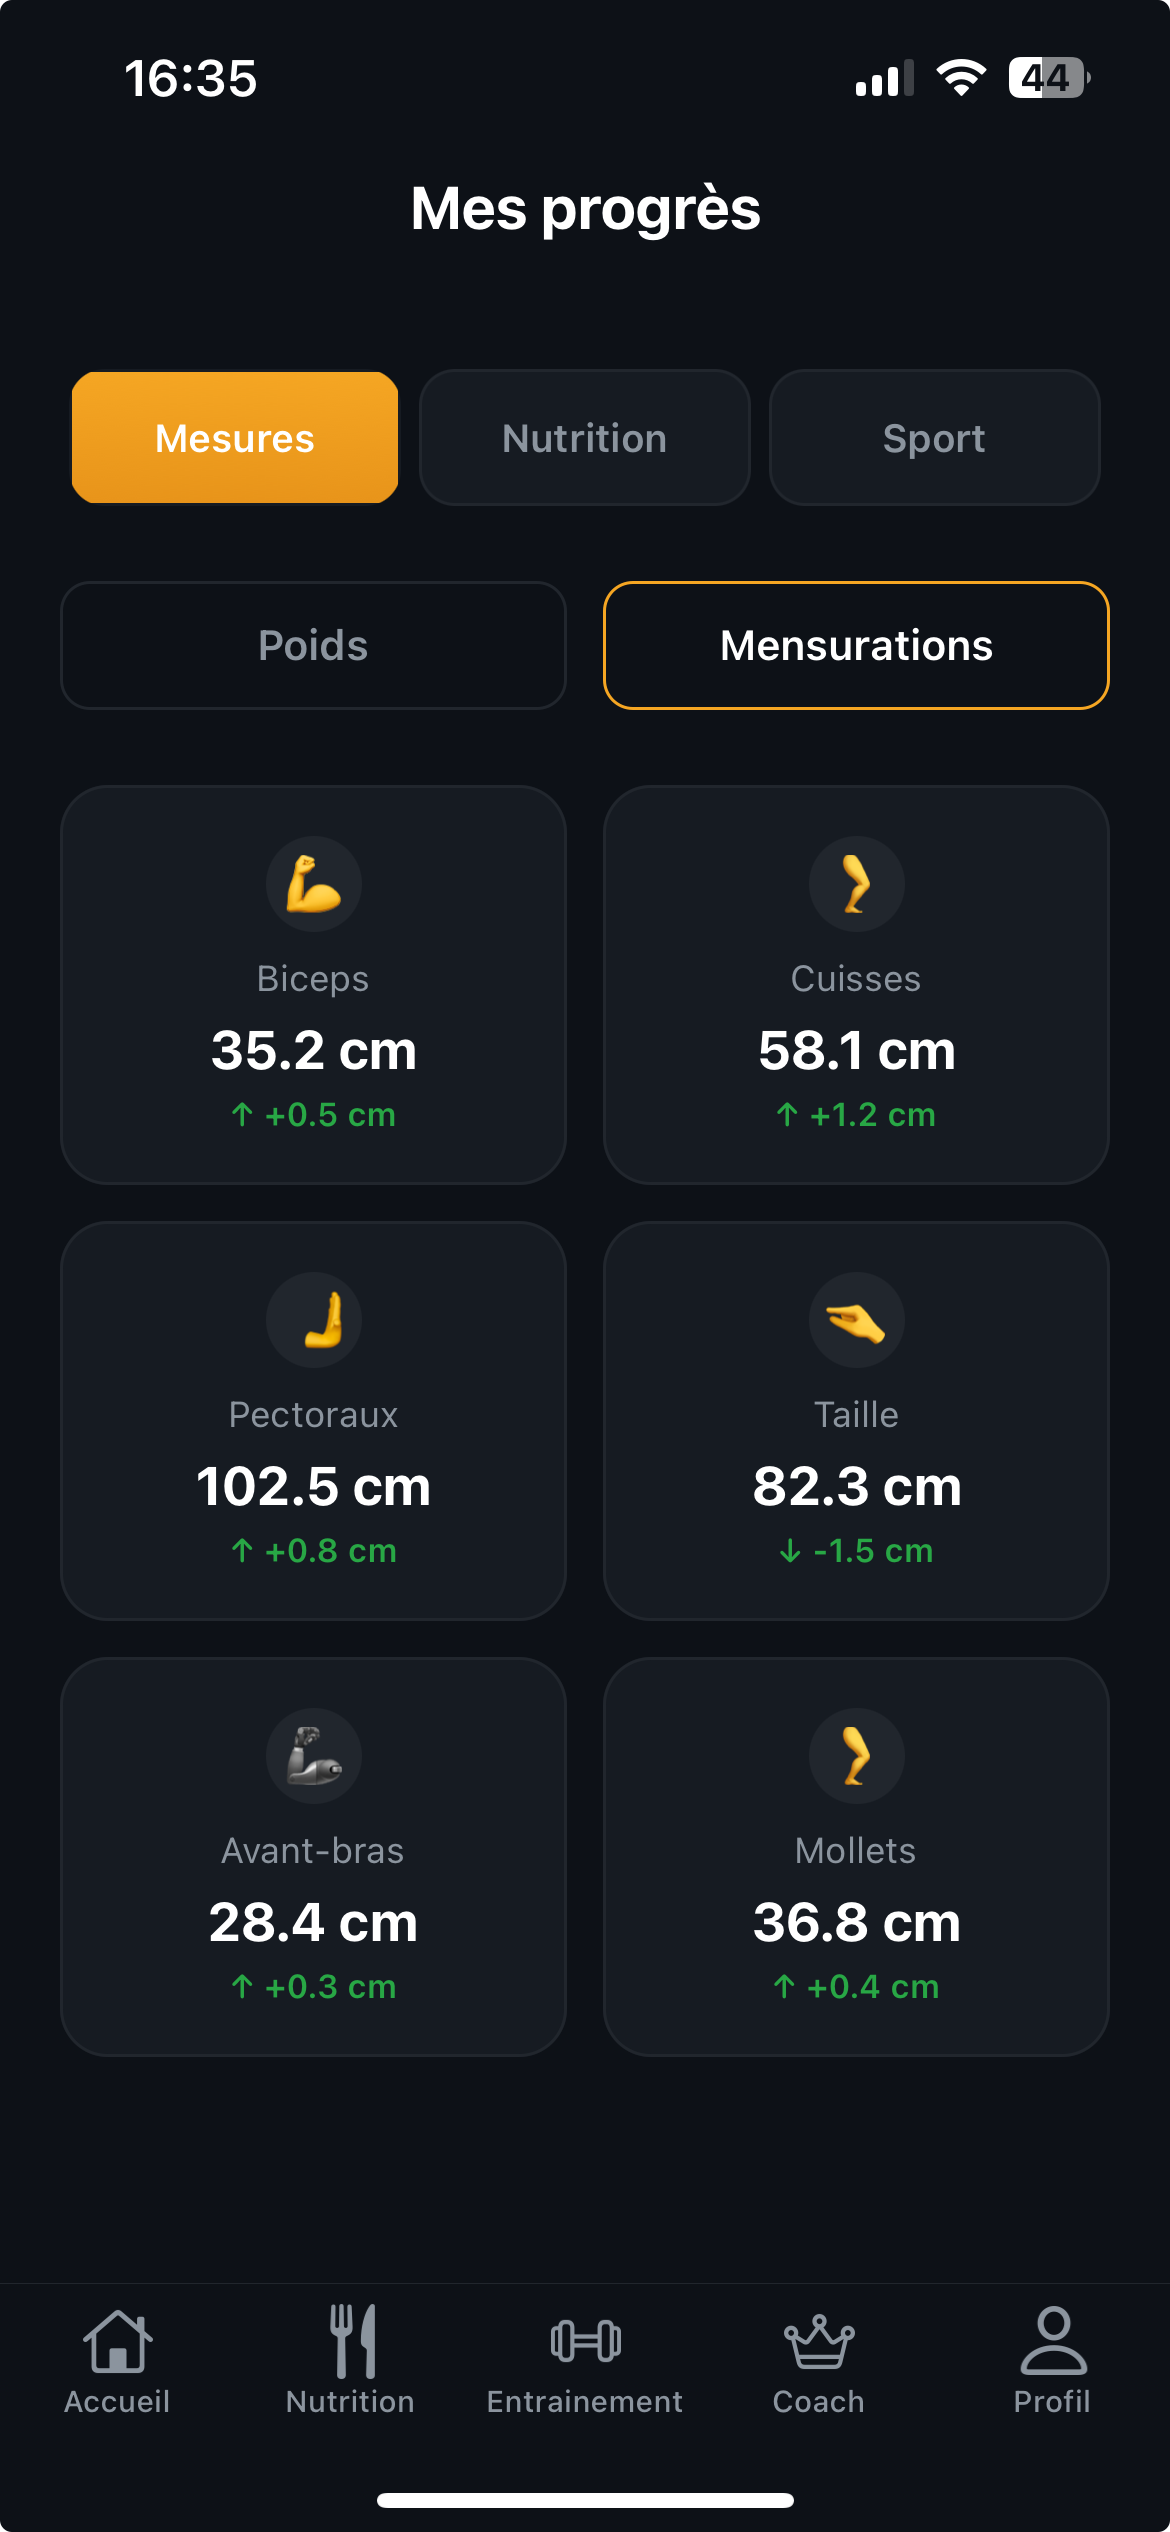 16:35
44
Mes progrès
Mesures
Nutrition
Sport
Poids
Mensurations
Biceps
35.2 cm
↑ +0.5 cm
Cuisses
58.1 cm
↑ +1.2 cm
Pectoraux
102.5 cm
↑ +0.8 cm
Taille
82.3 cm
↓ -1.5 cm
Avant-bras
28.4 cm
↑ +0.3 cm
Mollets
36.8 cm
↑ +0.4 cm
Accueil
Nutrition
Entrainement
Coach
Profil